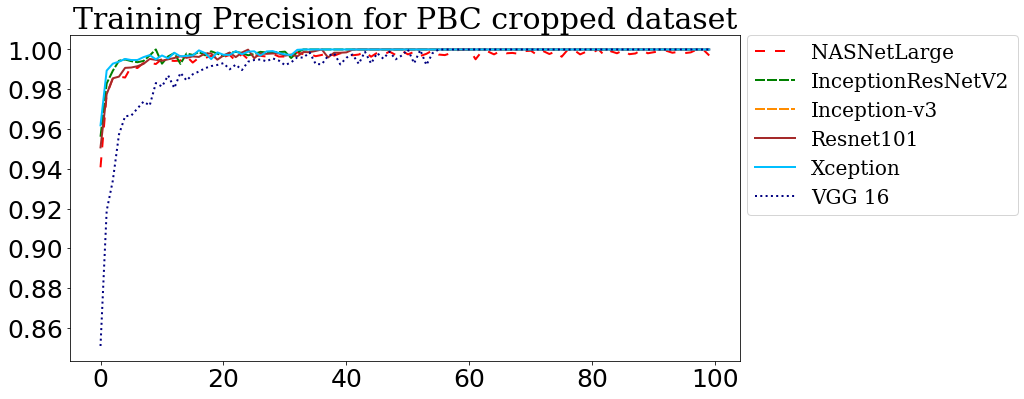 Training Precision for PBC cropped dataset
1.00
0.98
0.96
0.94
0.92
0.90
0.88
0.86
0 20 40 60 80 100
NASNetLarge
InceptionResNetV2
Inception-v3
Resnet101
Xception
VGG 16